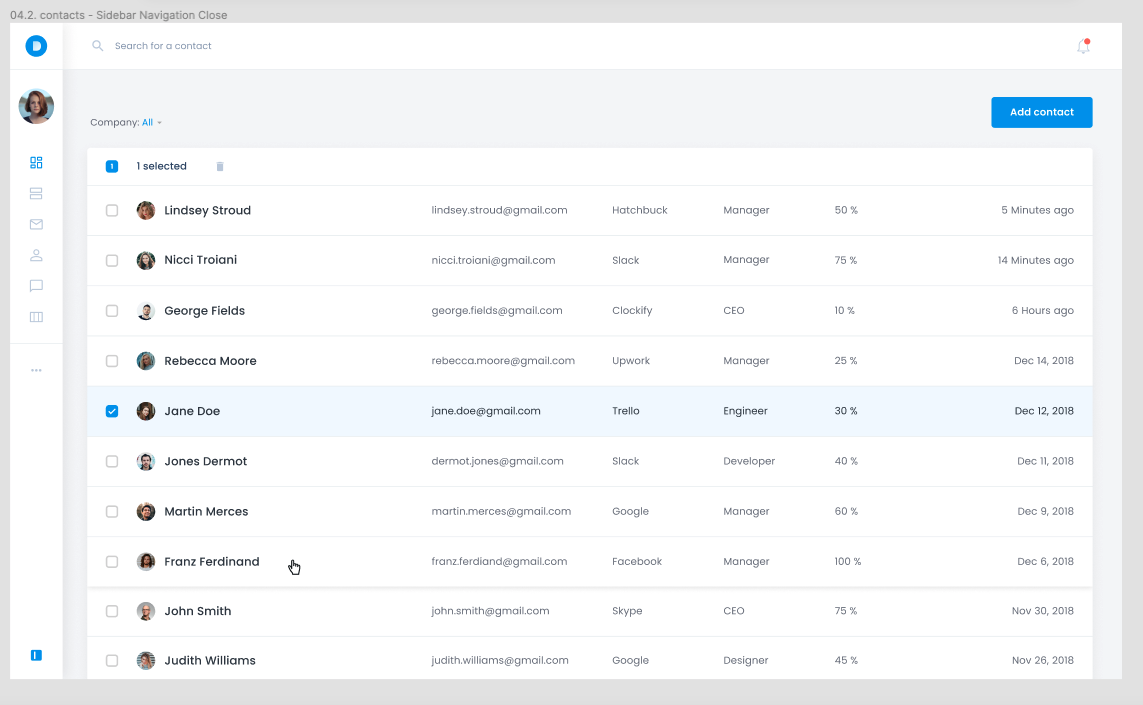 04.2. contacts - Sidebar Navigation Close
D
Search for a contact
Company: All
Add contact
1 1 selected
Lindsey Stroud lindsey.stroud@gmail.com Hatchbuck Manager 50 % 5 Minutes ago
Nicci Troiani nicci.troiani@gmail.com Slack Manager 75 % 14 Minutes ago
George Fields george.fields@gmail.com Clockify CEO 10 % 6 Hours ago
Rebecca Moore rebecca.moore@gmail.com Upwork Manager 25 % Dec 14, 2018
Jane Doe jane.doe@gmail.com Trello Engineer 30 % Dec 12, 2018
Jones Dermot dermot.jones@gmail.com Slack Developer 40 % Dec 11, 2018
Martin Merces martin.merces@gmail.com Google Manager 60 % Dec 9, 2018
Franz Ferdinand franz.ferdiand@gmail.com Facebook Manager 100 % Dec 6, 2018
John Smith john.smith@gmail.com Skype CEO 75 % Nov 30, 2018
Judith Williams judith.williams@gmail.com Google Designer 45 % Nov 26, 2018